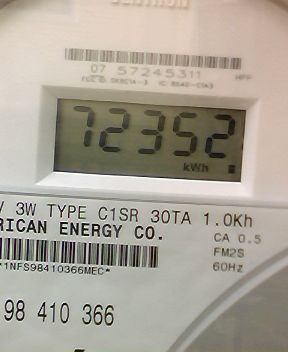 CENTRON
07 57245311
72352
kWh
V 3W TYPE C1SR 30TA 1.0Kh
RICAN ENERGY CO.
CA 0.5
FM2S
60Hz
*1NFS98410366MEC*
98 410 366